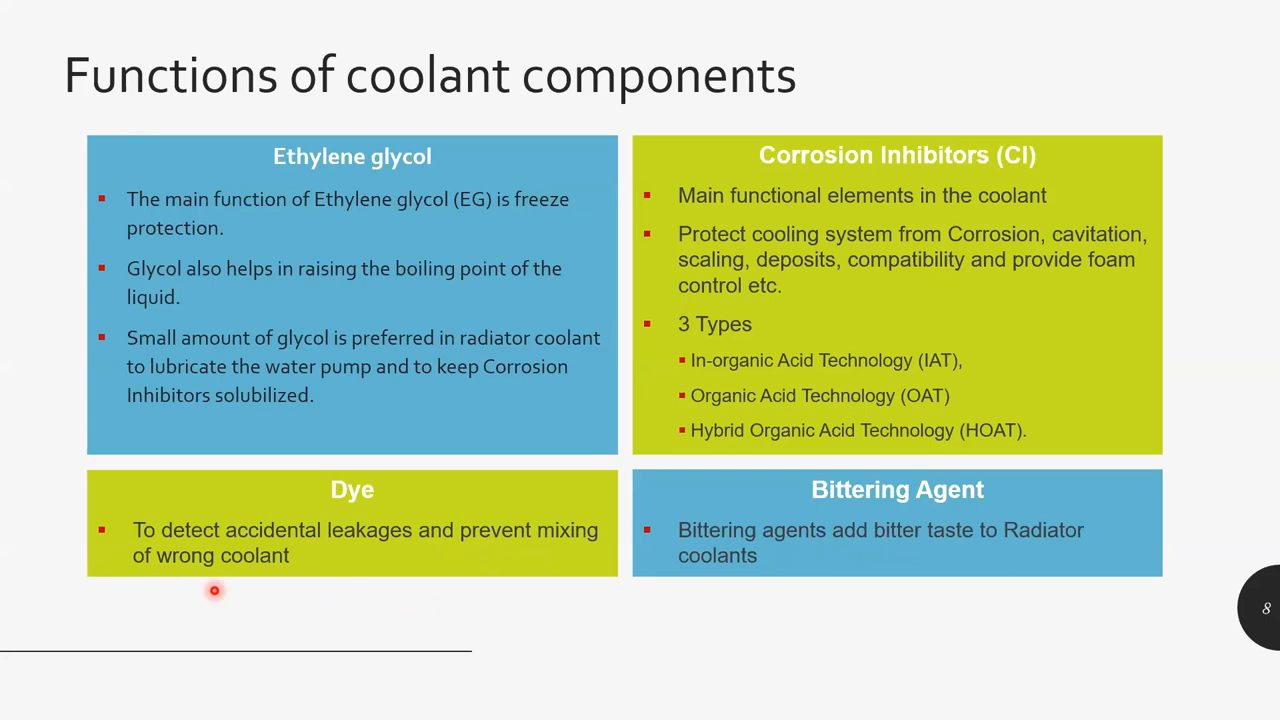 Functions of coolant components
Ethylene glycol
The main function of Ethylene glycol (EG) is freeze
protection.
Glycol also helps in raising the boiling point of the
liquid.
Small amount of glycol is preferred in radiator coolant
to lubricate the water pump and to keep Corrosion
Inhibitors solubilized.
Corrosion Inhibitors (CI)
Main functional elements in the coolant
Protect cooling system from Corrosion, cavitation,
scaling, deposits, compatibility and provide foam
control etc.
3 Types
In-organic Acid Technology (IAT),
Organic Acid Technology (OAT)
Hybrid Organic Acid Technology (HOAT).
Dye
To detect accidental leakages and prevent mixing
of wrong coolant
Bittering Agent
Bittering agents add bitter taste to Radiator
coolants
8